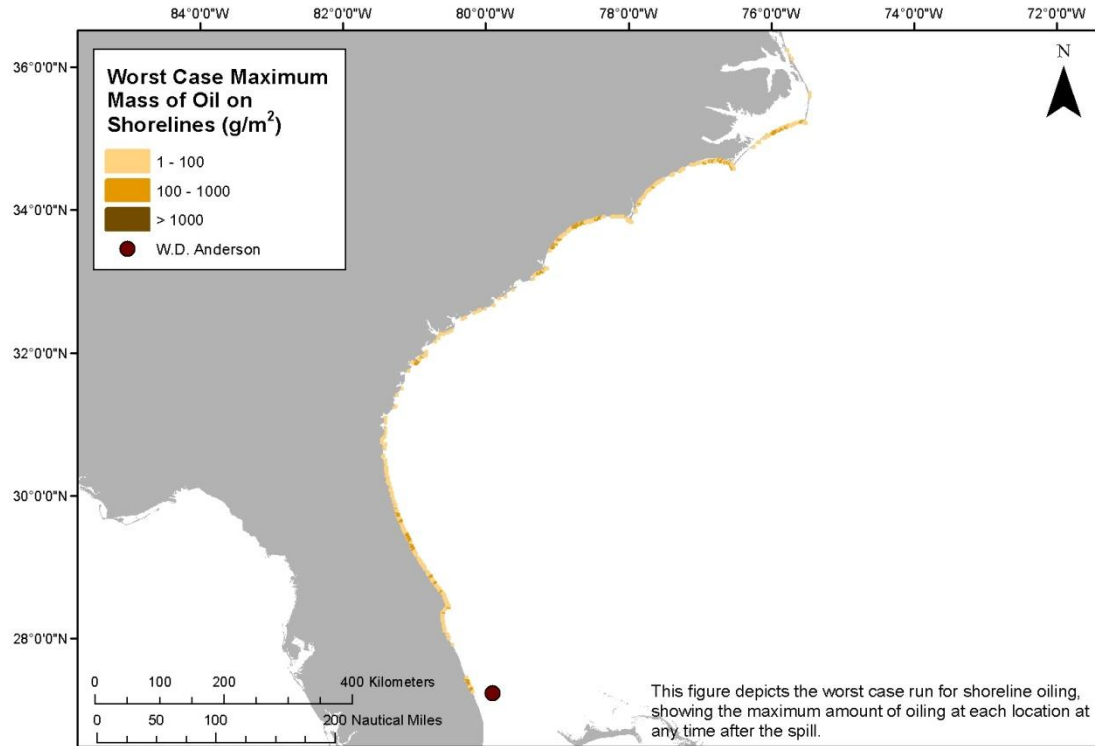 84°0'0"W 82°0'0"W 80°0'0"W 78°0'0"W 76°0'0"W 74°0'0"W 72°0'0"W
N
36°0'0"N
34°0'0"N
32°0'0"N
30°0'0"N
28°0'0"N
Worst Case Maximum
Mass of Oil on
Shorelines (g/m²)
1 - 100
100 - 1000
> 1000
W.D. Anderson
0 100 200 400 Kilometers
0 50 100 200 Nautical Miles
This figure depicts the worst case run for shoreline oiling,
showing the maximum amount of oiling at each location at
any time after the spill.